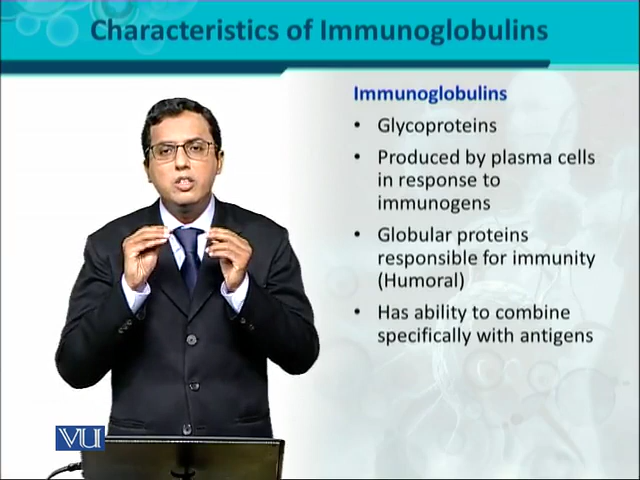 Characteristics of Immunoglobulins
Immunoglobulins
• Glycoproteins
• Produced by plasma cells
in response to
immunogens
• Globular proteins
responsible for immunity
(Humoral)
• Has ability to combine
specifically with antigens
VU